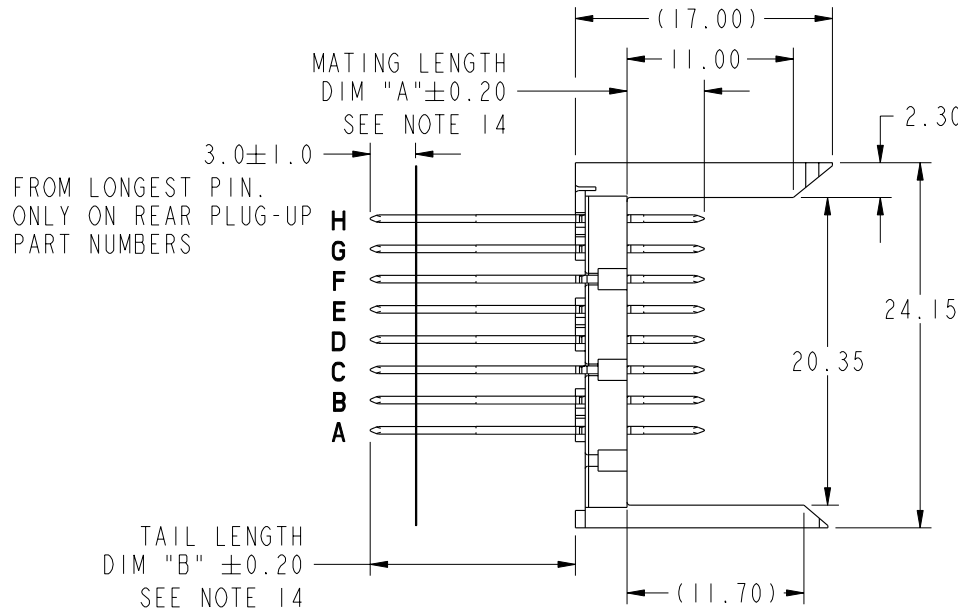 (17.00)
11.00
MATING LENGTH
DIM "A"±0.20
SEE NOTE 14
2.30
3.0±1.0
FROM LONGEST PIN.
ONLY ON REAR PLUG-UP
PART NUMBERS
H
G
F
E
D
C
B
A
24.15
20.35
TAIL LENGTH
DIM "B" ±0.20
SEE NOTE 14
(11.70)